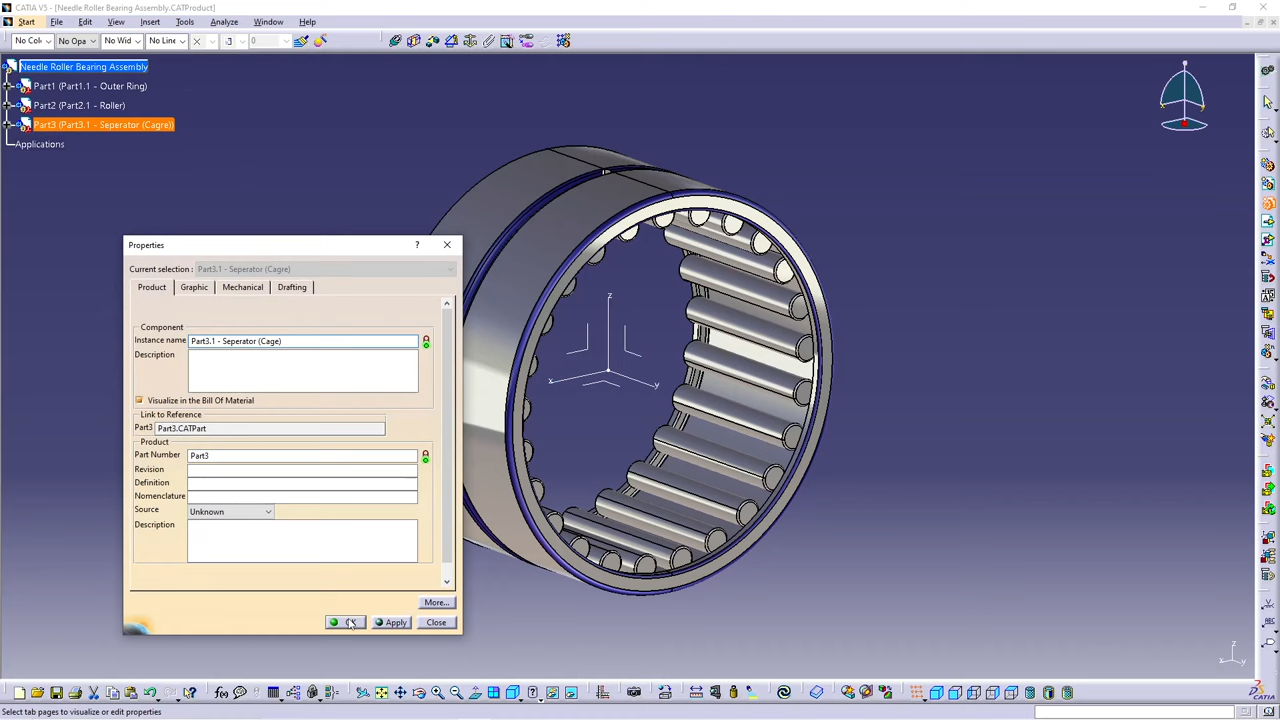 CATIA V5 - [Needle Roller Bearing Assembly.CATProduct]
Start File Edit View Insert Tools Analyze Window Help
No Col No Opa No Wid No Line 0
Needle Roller Bearing Assembly
Part1 (Part1.1 - Outer Ring)
Part2 (Part2.1 - Roller)
Part3 (Part3.1 - Seperator (Cagre))
Applications
z
x y
Properties ?
Current selection : Part3.1 - Seperator (Cagre)
Product Graphic Mechanical Drafting
Component
Instance name Part3.1 - Seperator (Cage)
Description
Visualize in the Bill Of Material
Link to Reference
Part3 Part3.CATPart
Product
Part Number Part3
Revision
Definition
Nomenclature
Source Unknown
Description
More...
OK Apply Close
z
x y
f(x)
Select tab pages to visualize or edit properties